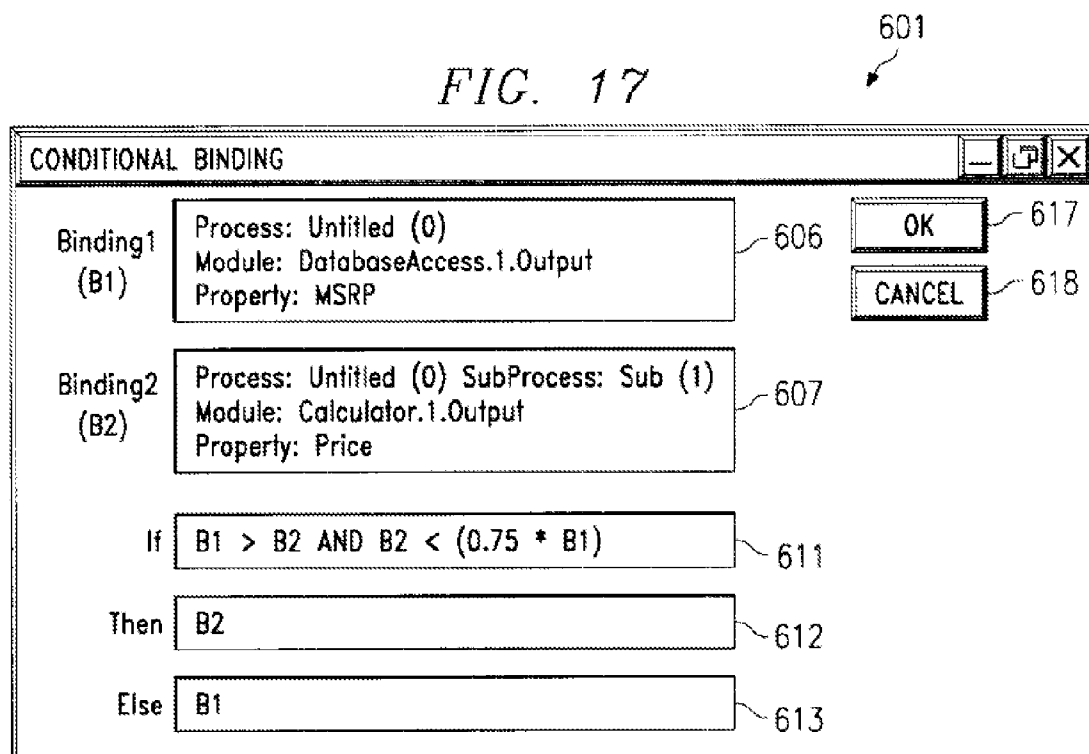 601
FIG. 17
CONDITIONAL BINDING
Binding1
(B1)
Process: Untitled (0)
Module: DatabaseAccess.1.Output
Property: MSRP
606
OK
617
CANCEL
618
Binding2
(B2)
Process: Untitled (0) SubProcess: Sub (1)
Module: Calculator.1.Output
Property: Price
607
If
B1 > B2 AND B2 < (0.75 * B1)
611
Then
B2
612
Else
B1
613